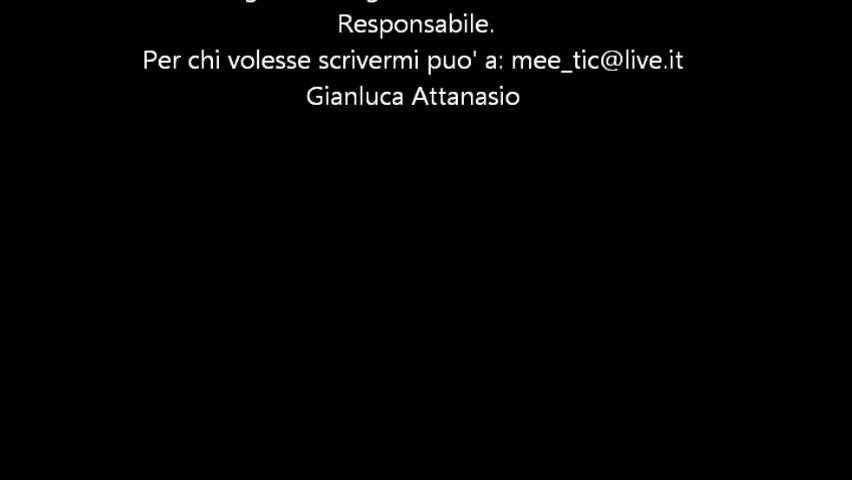 Responsabile.
Per chi volesse scrivermi puo' a: mee_tic@live.it
Gianluca Attanasio